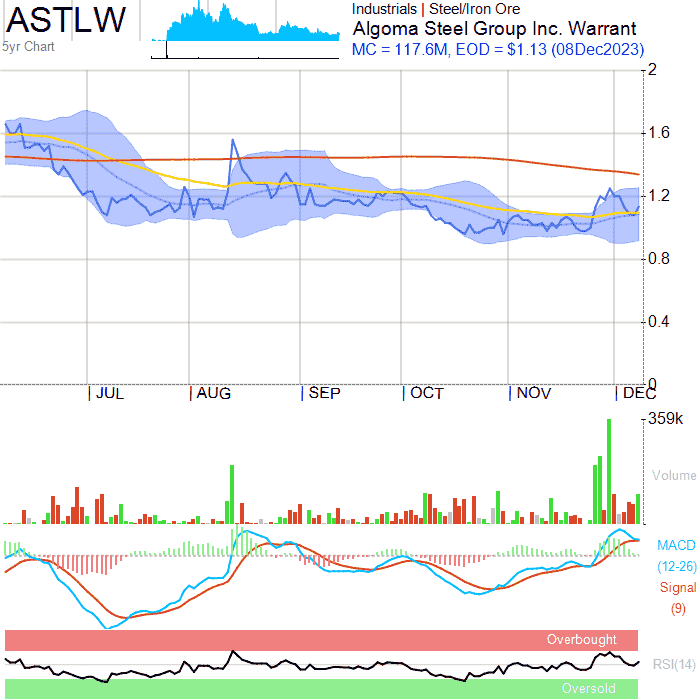 ASTLW
5yr Chart
Industrials | Steel/Iron Ore
Algoma Steel Group Inc. Warrant
MC = 117.6M, EOD = $1.13 (08Dec2023)
2
1.6
1.2
0.8
0.4
0
JUL AUG SEP OCT NOV DEC
359k
Volume
MACD
(12-26)
Signal
(9)
Overbought
RSI(14)
Oversold